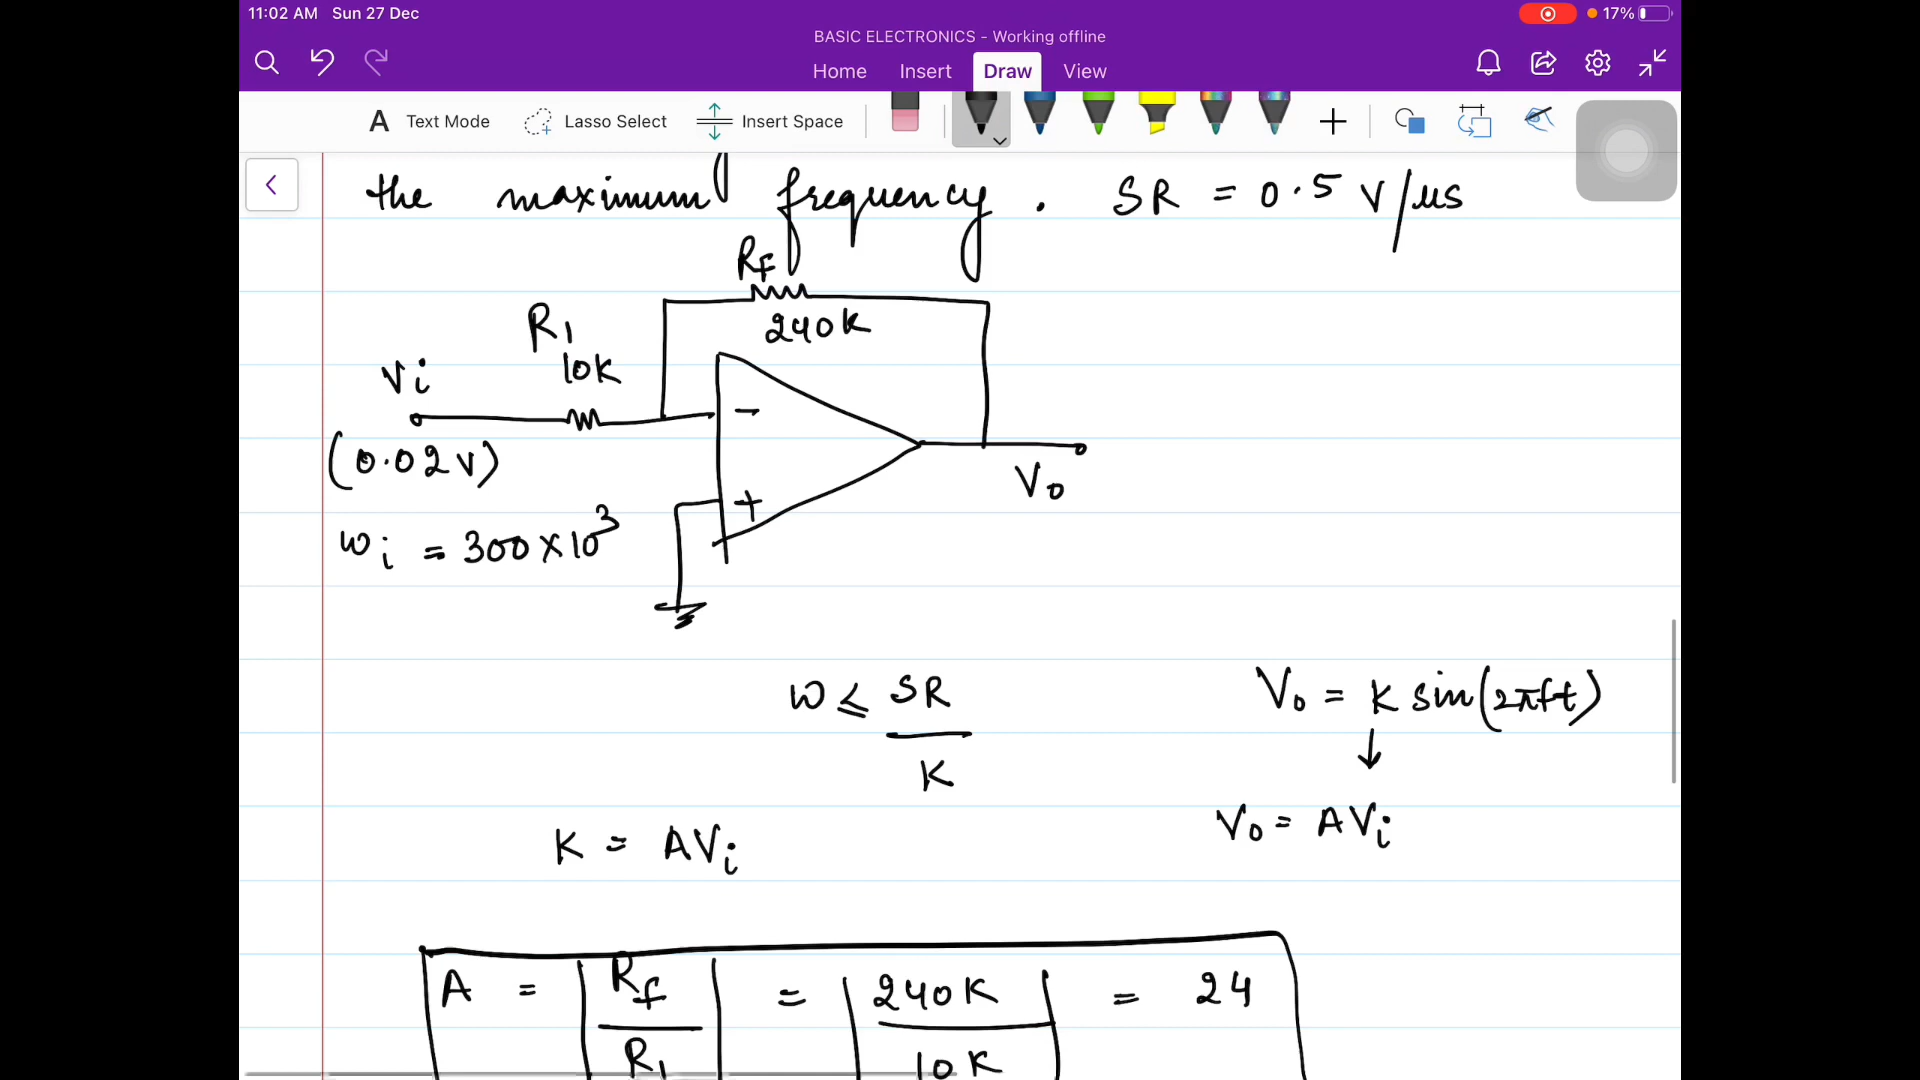 11:02 AM Sun 27 Dec
17%
BASIC ELECTRONICS - Working offline
Home Insert Draw View
Text Mode Lasso Select Insert Space
the maximum frequency. SR = 0.5 V/μs
Rf
240K
R1
10K
Vi
(0.02V)
-
+
Vo
wi = 300×10³
w ≤ SR
K
Vo = K sin(2πft)
↓
Vo = AVi
K = AVi
A = | Rf | = | 240K | = 24
R1 10K